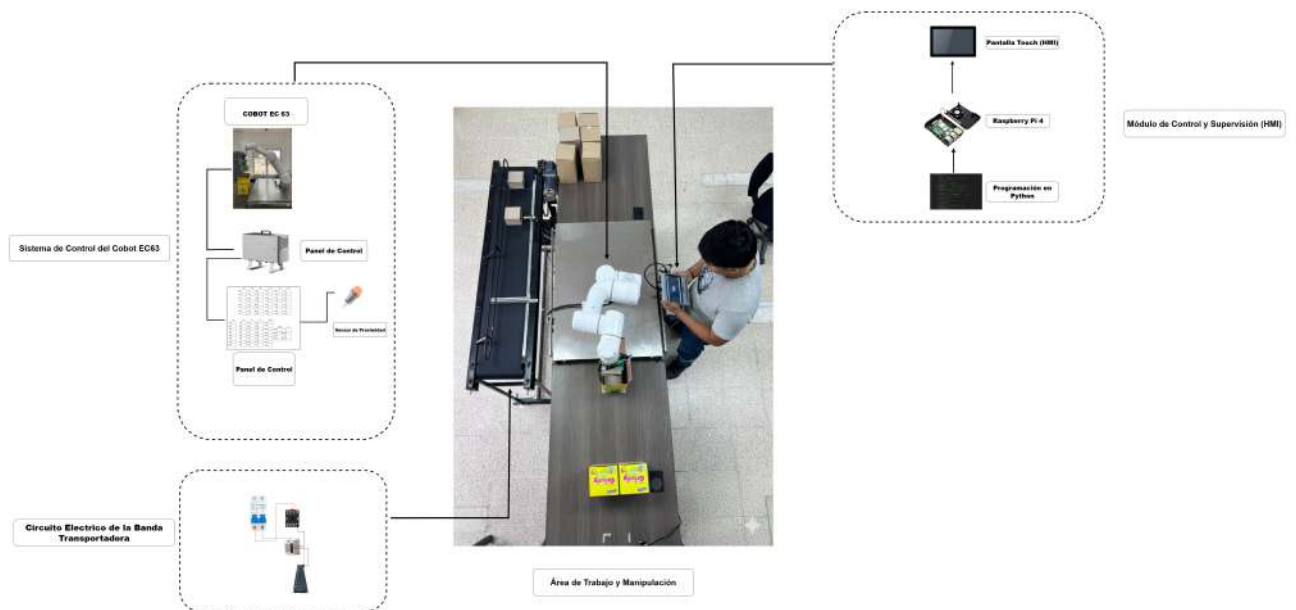 COBOT EC 63
Sistema de Control del Cobot EC63
Panel de Control
Sensor de Proximidad
Panel de Control
Circuito Electrico de la Banda
Transportadora
Área de Trabajo y Manipulación
Pantalla Touch (HMI)
Raspberry Pi 4
Programación en
Python
Módulo de Control y Supervisión (HMI)